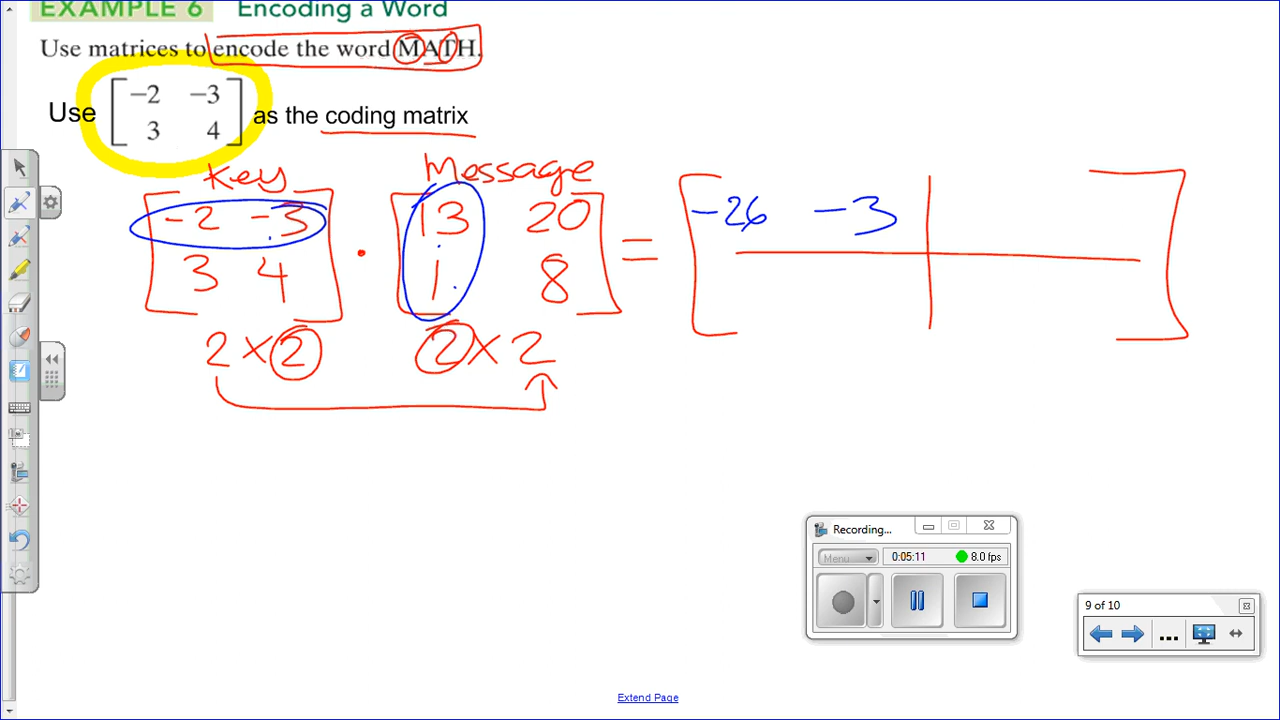 EXAMPLE 6 Encoding a Word
Use matrices to encode the word MATH.
Use [ −2 −3 ] as the coding matrix
3 4
Key Message
-2 -3 · 13 20 = -26 -3
3 4 1 8
2×2 2×2
Recording...
Menu 0:05:11 8.0 fps
9 of 10
...
Extend Page